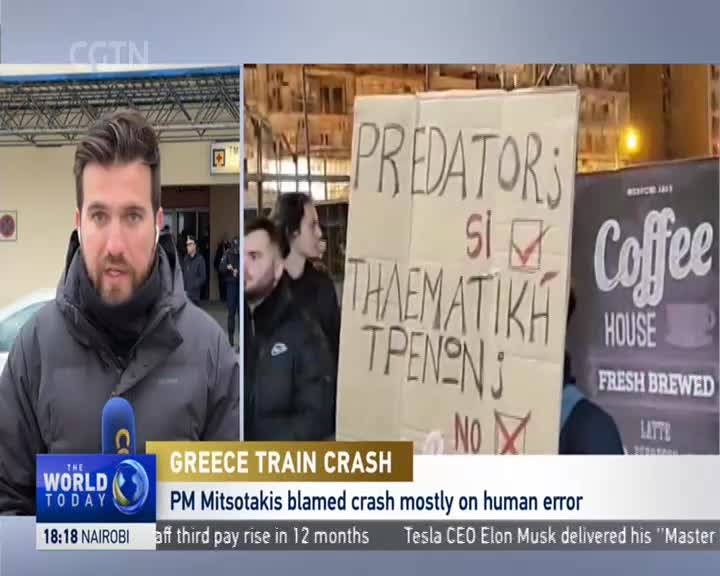 CGTN
PREDATOR;
SI
ΤΗΛΕΜΑΤΙΚΗ
ΤΡΕΝΩΝ;
NO
Coffee
HOUSE
FRESH BREWED
LATTE
GREECE TRAIN CRASH
PM Mitsotakis blamed crash mostly on human error
THE
WORLD
TODAY
18:18 NAIROBI
aff third pay rise in 12 months
Tesla CEO Elon Musk delivered his "Master